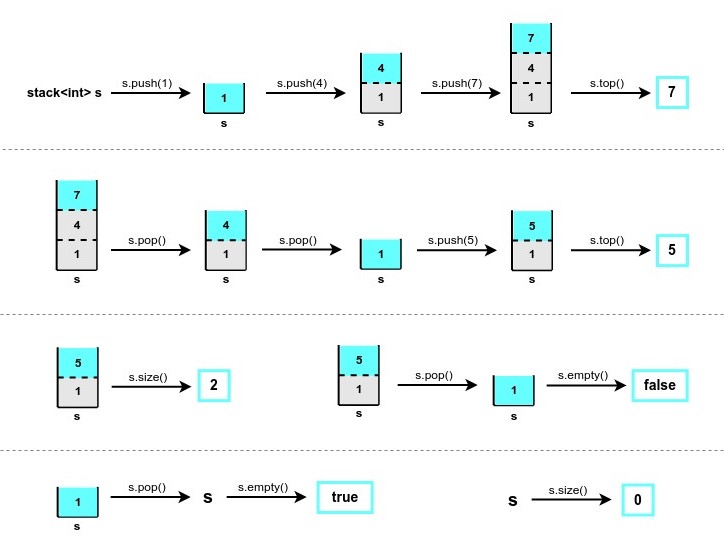 stack<int> s s.push(1) 1 s s.push(4) 4 1 s s.push(7) 7 4 1 s s.top() 7
7 4 1 s s.pop() 4 1 s s.pop() 1 s s.push(5) 5 1 s s.top() 5
5 1 s s.size() 2
5 1 s s.pop() 1 s s.empty() false
1 s s.pop() s s.empty() true
s s.size() 0